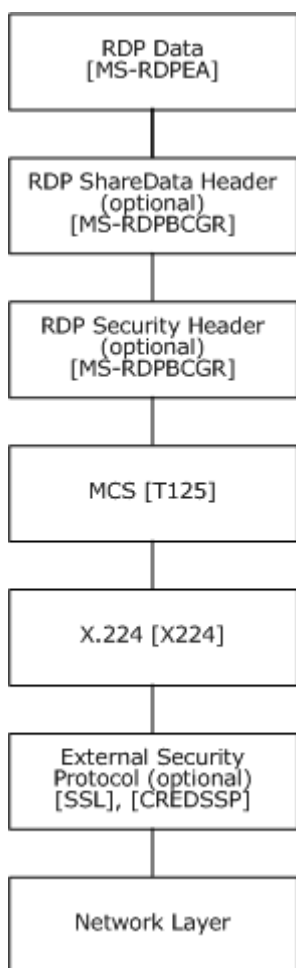 RDP Data
[MS-RDPEA]
RDP ShareData Header
(optional)
[MS-RDPBCGR]
RDP Security Header
(optional)
[MS-RDPBCGR]
MCS [T125]
X.224 [X224]
External Security
Protocol (optional)
[SSL], [CREDSSP]
Network Layer